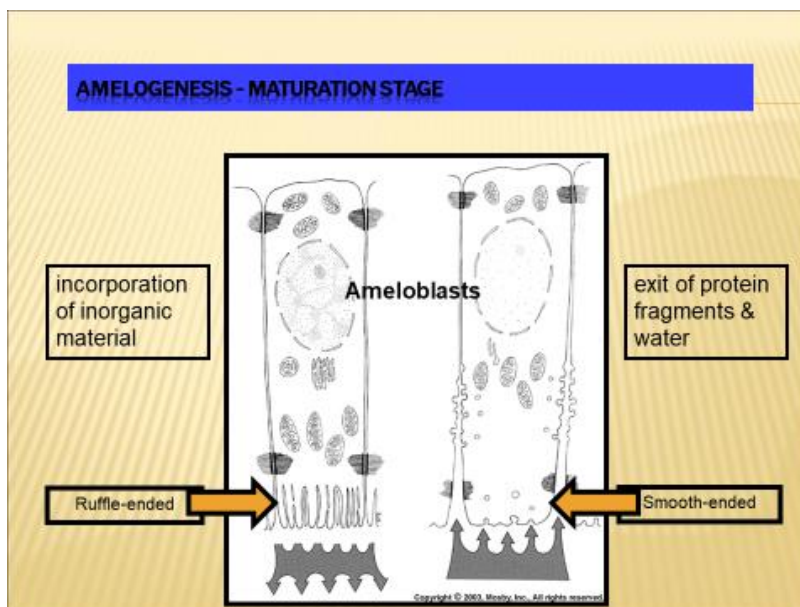 AMELOGENESIS - MATURATION STAGE
incorporation
of inorganic
material
Ameloblasts
exit of protein
fragments &
water
Ruffle-ended
Smooth-ended
Copyright © 2003, Mosby, Inc., All rights reserved.